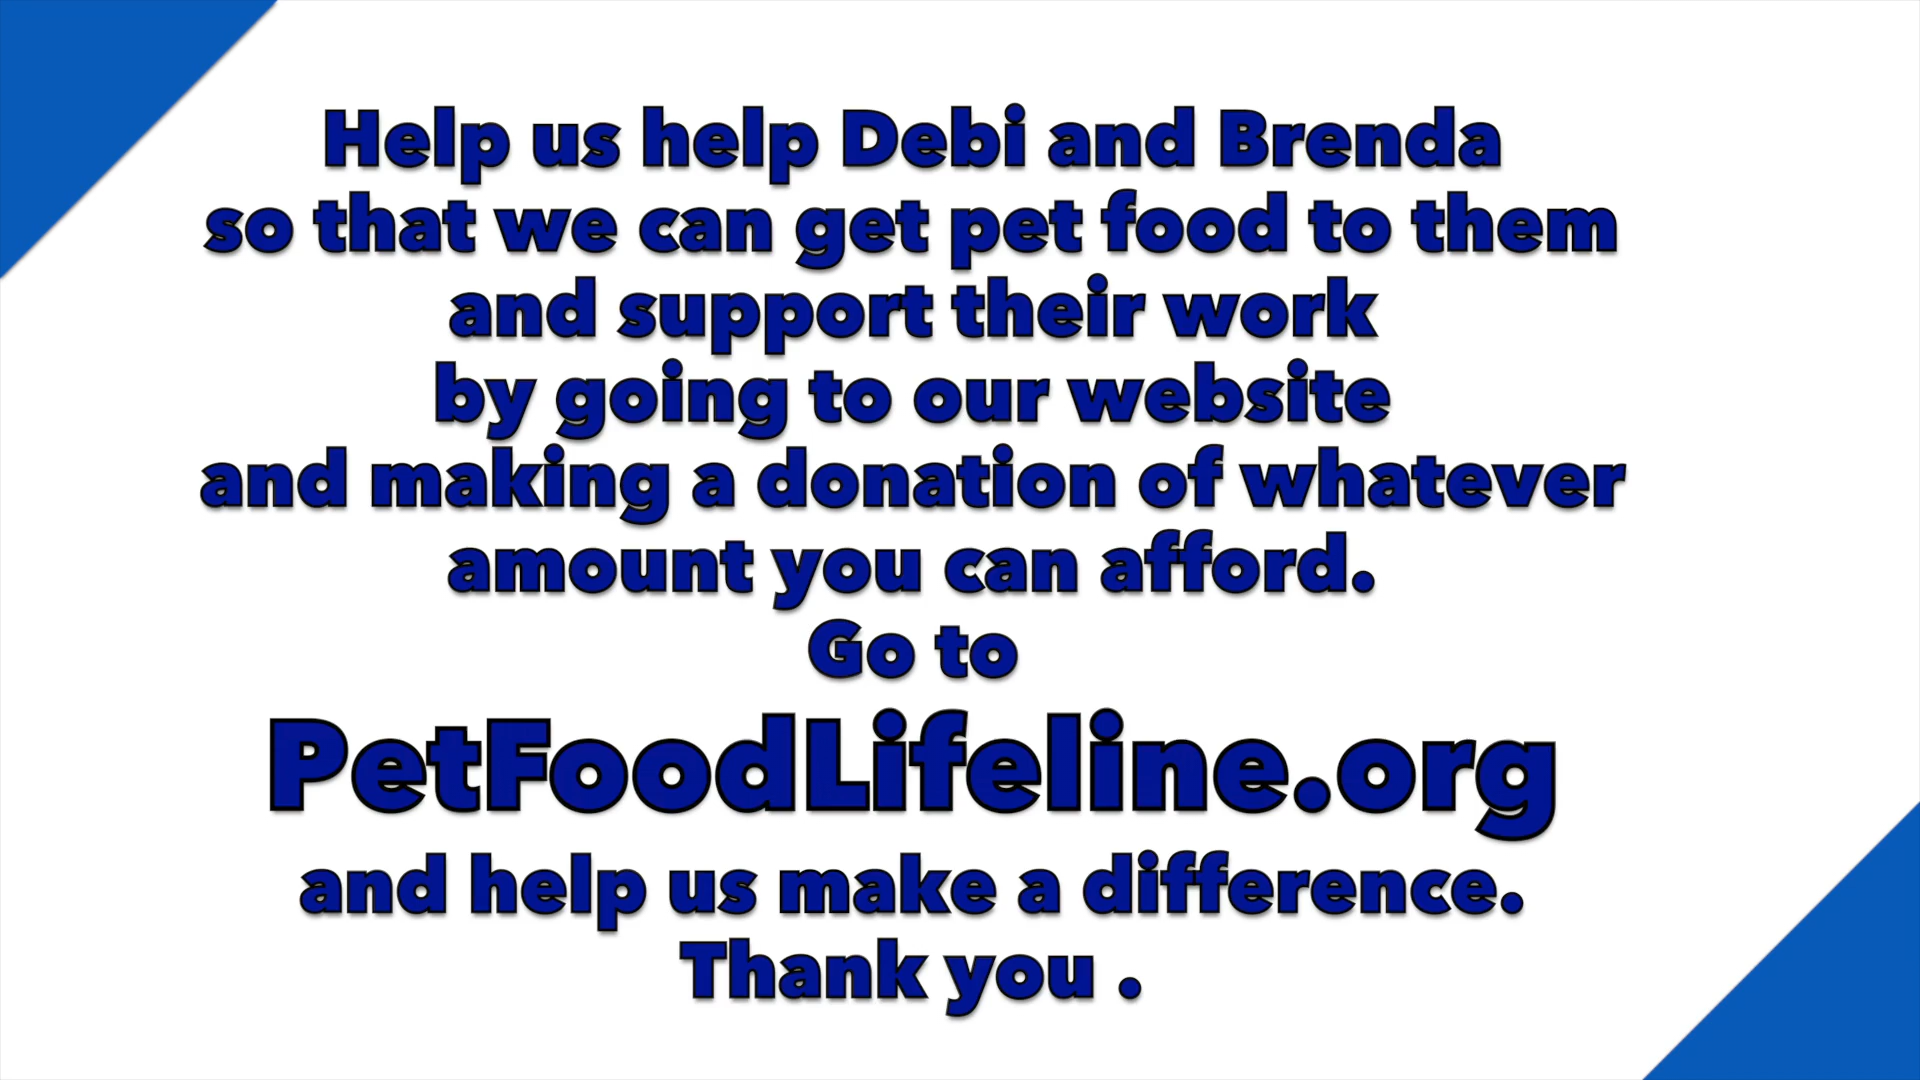 Help us help Debi and Brenda
so that we can get pet food to them
and support their work
by going to our website
and making a donation of whatever
amount you can afford.
Go to
PetFoodLifeline.org
and help us make a difference.
Thank you .